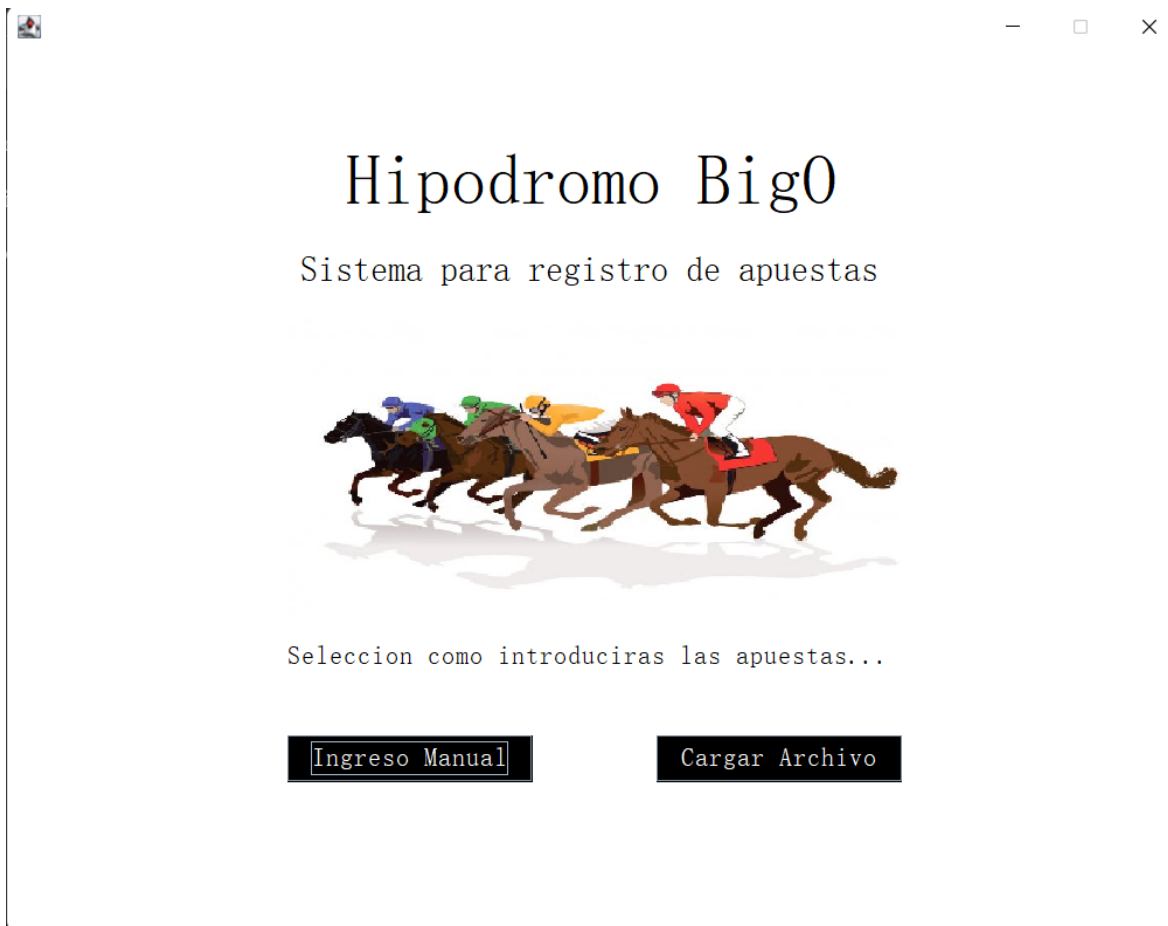 Hipodromo BigO
Sistema para registro de apuestas
Seleccion como introduciras las apuestas...
Ingreso Manual
Cargar Archivo